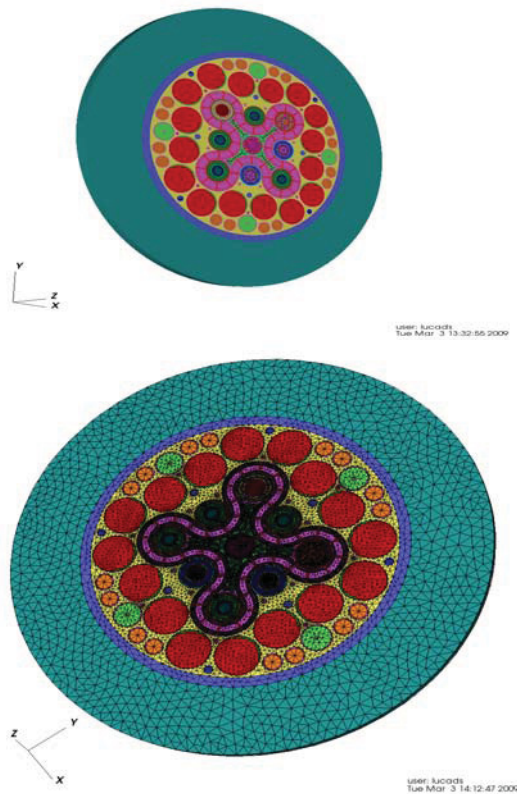 Y
Z
X
user: lucads
Tue Mar 3 13:32:55 2009
Z
Y
X
user: lucads
Tue Mar 3 14:12:47 2009